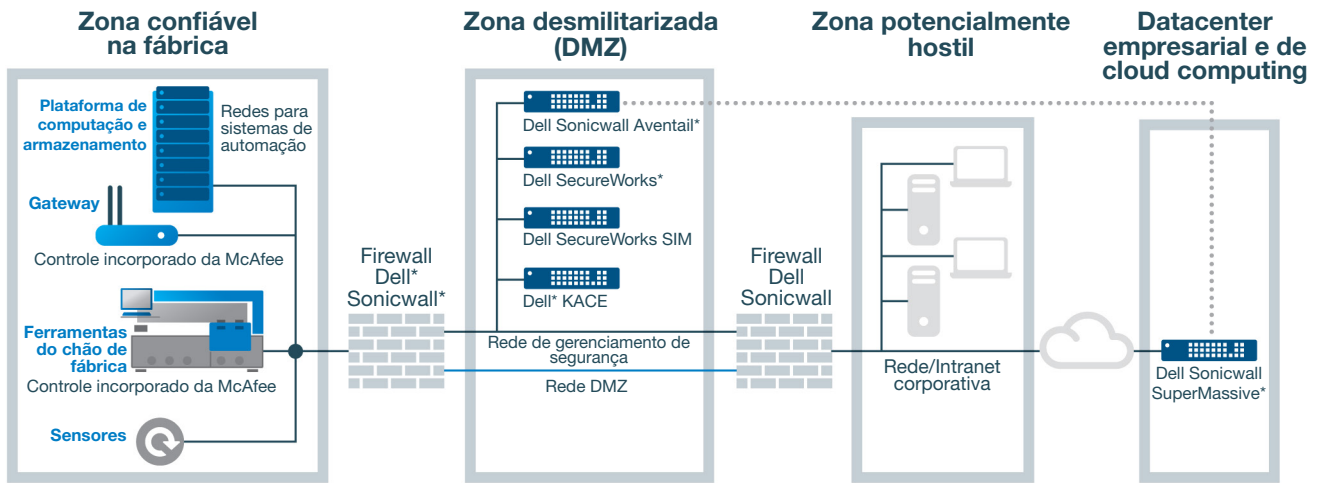 Zona confiável
na fábrica
Plataforma de
computação e
armazenamento
Redes para
sistemas de
automação
Gateway
Controle incorporado da McAfee
Ferramentas
do chão de
fábrica
Controle incorporado da McAfee
Sensores
Firewall
Dell*
Sonicwall*
Zona desmilitarizada
(DMZ)
Dell Sonicwall Aventail*
Dell SecureWorks*
Dell SecureWorks SIM
Dell* KACE
Rede de gerenciamento de
segurança
Rede DMZ
Firewall
Dell
Sonicwall
Zona potencialmente
hostil
Rede/Intranet
corporativa
Datacenter
empresarial e de
cloud computing
Dell Sonicwall
SuperMassive*